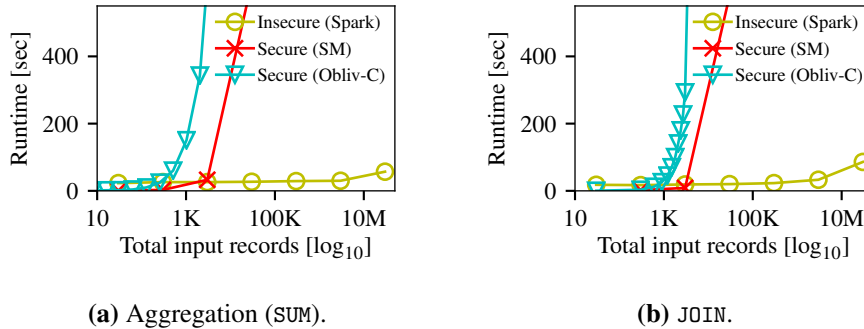 400
200
0
Runtime [sec]
Insecure (Spark)
Secure (SM)
Secure (Obliv-C)
10 1K 100K 10M
Total input records [log10]
(a) Aggregation (SUM).
400
200
0
Runtime [sec]
Insecure (Spark)
Secure (SM)
Secure (Obliv-C)
10 1K 100K 10M
Total input records [log10]
(b) JOIN.